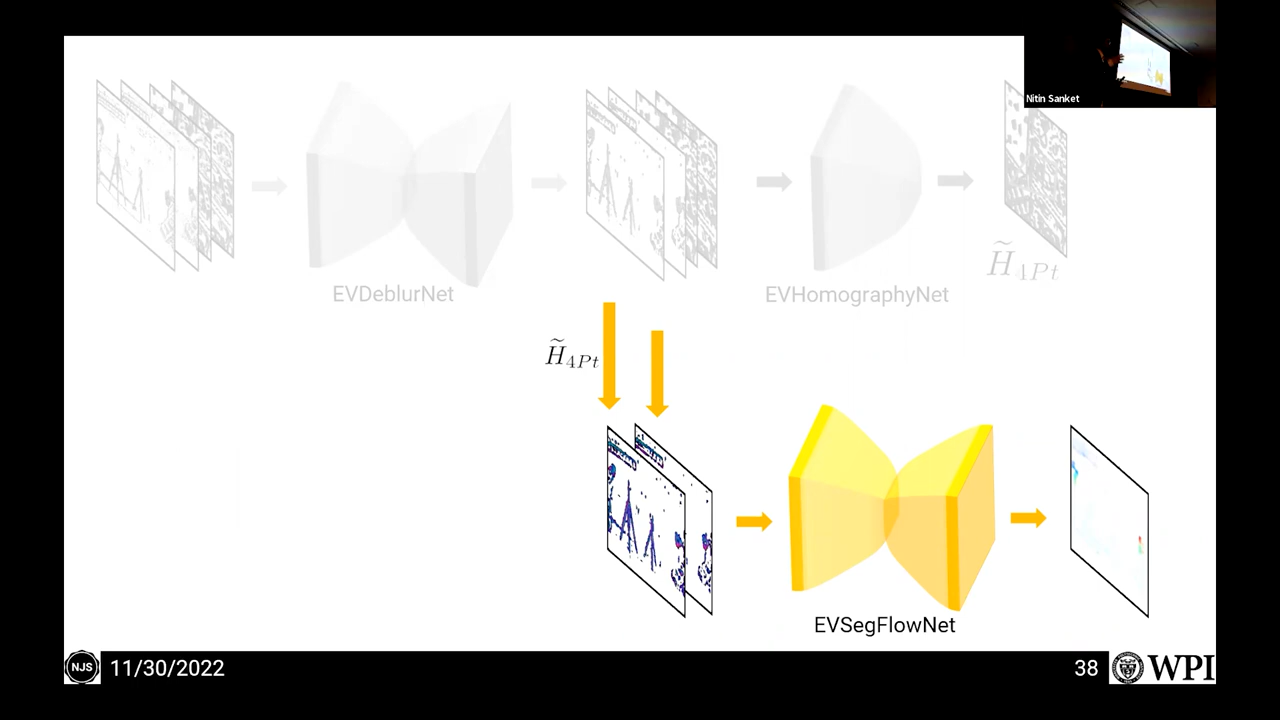 Nitin Sanket
H̃4Pt
EVDeblurNet
EVHomographyNet
H̃4Pt
EVSegFlowNet
NJS
11/30/2022
38
WPI